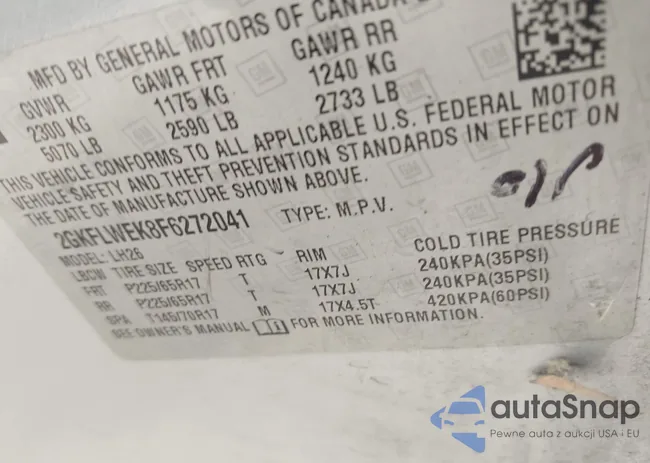 MFD BY GENERAL MOTORS OF CANADA
GVWR GAWR FRT GAWR RR
2300 KG 1175 KG 1240 KG
5070 LB 2590 LB 2733 LB
THIS VEHICLE CONFORMS TO ALL APPLICABLE U.S. FEDERAL MOTOR
VEHICLE SAFETY AND THEFT PREVENTION STANDARDS IN EFFECT ON
THE DATE OF MANUFACTURE SHOWN ABOVE.
2GKFLWEK8F6272041 TYPE: M.P.V.
MODEL: LH26
LBCW TIRE SIZE SPEED RTG RIM COLD TIRE PRESSURE
FRT P225/65R17 T 17X7J 240KPA(35PSI)
RR P225/65R17 T 17X7J 240KPA(35PSI)
SPA T145/70R17 M 17X4.5T 420KPA(60PSI)
SEE OWNER'S MANUAL FOR MORE INFORMATION.
autaSnap
Pewne auta z aukcji USA i EU